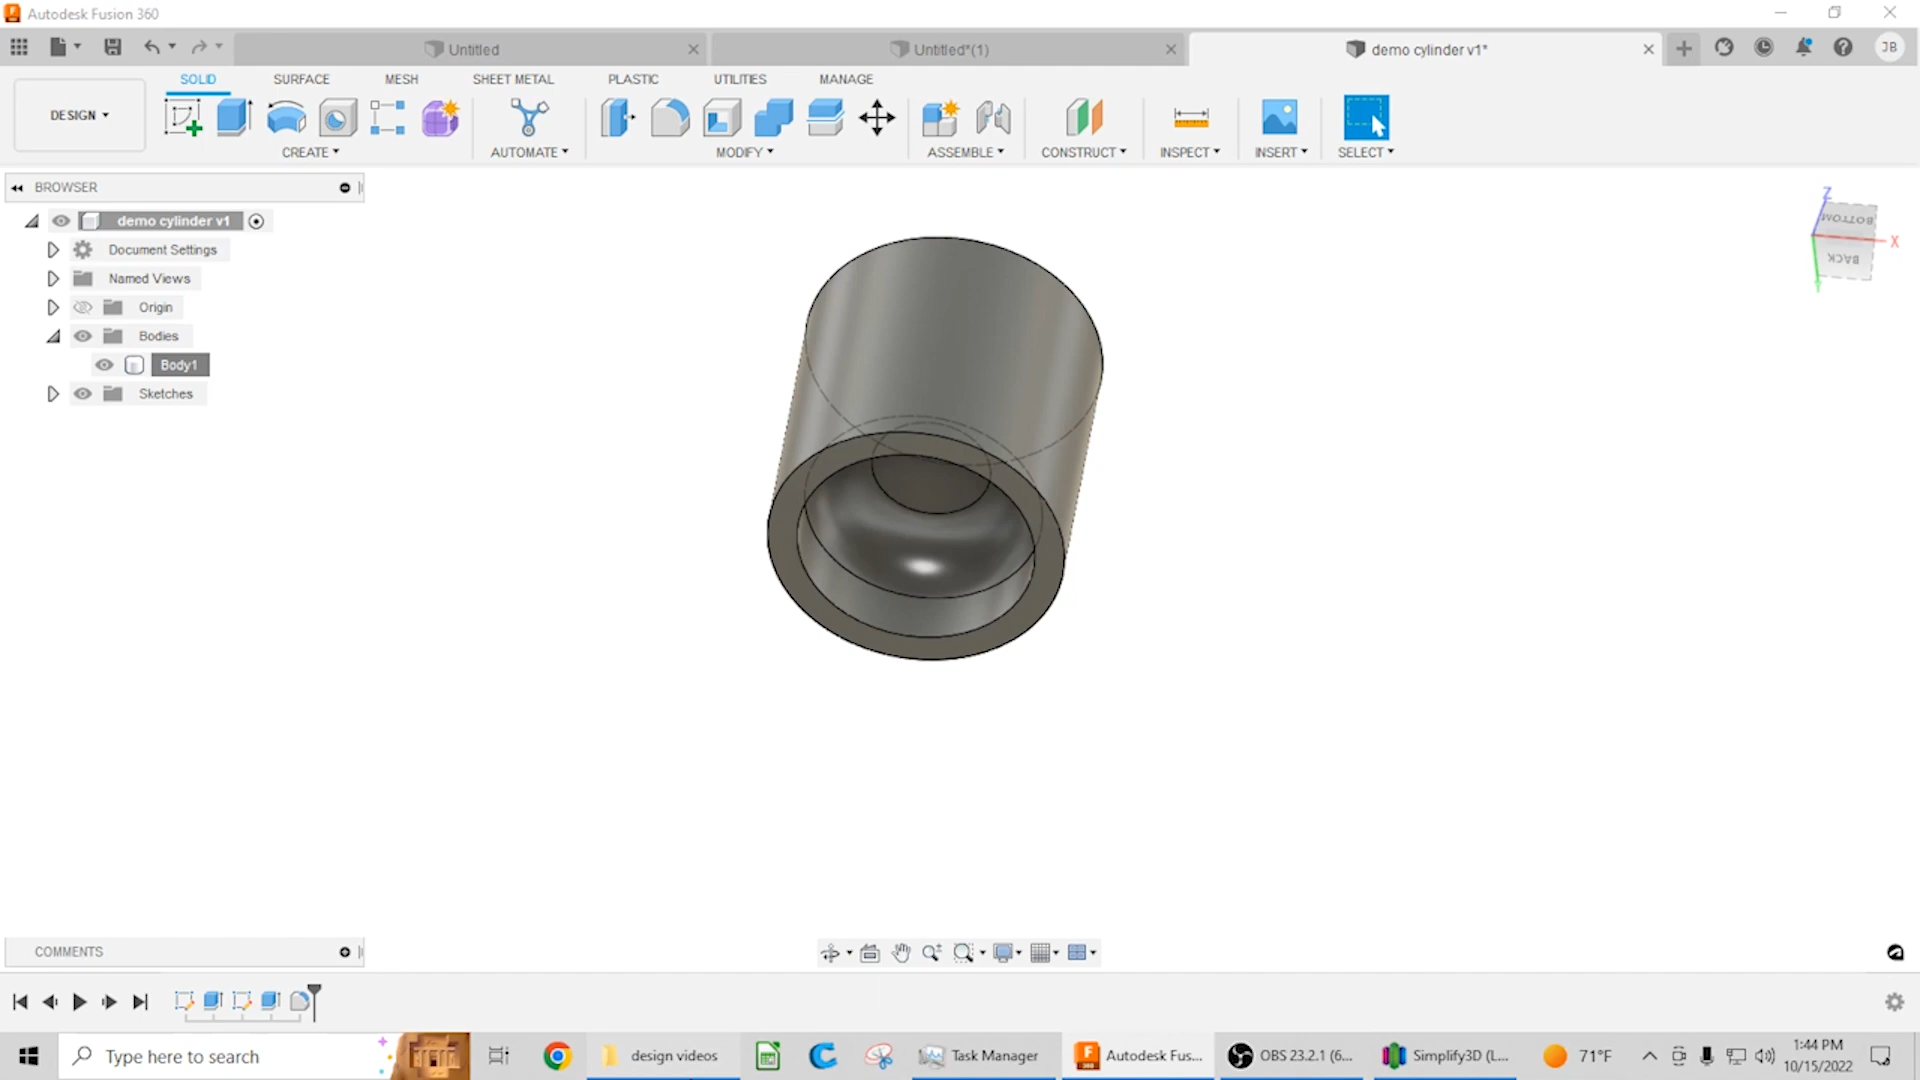 Autodesk Fusion 360
Untitled
Untitled*(1)
demo cylinder v1*
JB
DESIGN
SOLID
SURFACE
MESH
SHEET METAL
PLASTIC
UTILITIES
MANAGE
CREATE
AUTOMATE
MODIFY
ASSEMBLE
CONSTRUCT
INSPECT
INSERT
SELECT
BROWSER
demo cylinder v1
Document Settings
Named Views
Origin
Bodies
Body1
Sketches
Z
BOTTOM
X
BACK
Y
COMMENTS
Type here to search
design videos
Task Manager
Autodesk Fus...
OBS 23.2.1 (6...
Simplify3D (L...
71°F
1:44 PM
10/15/2022